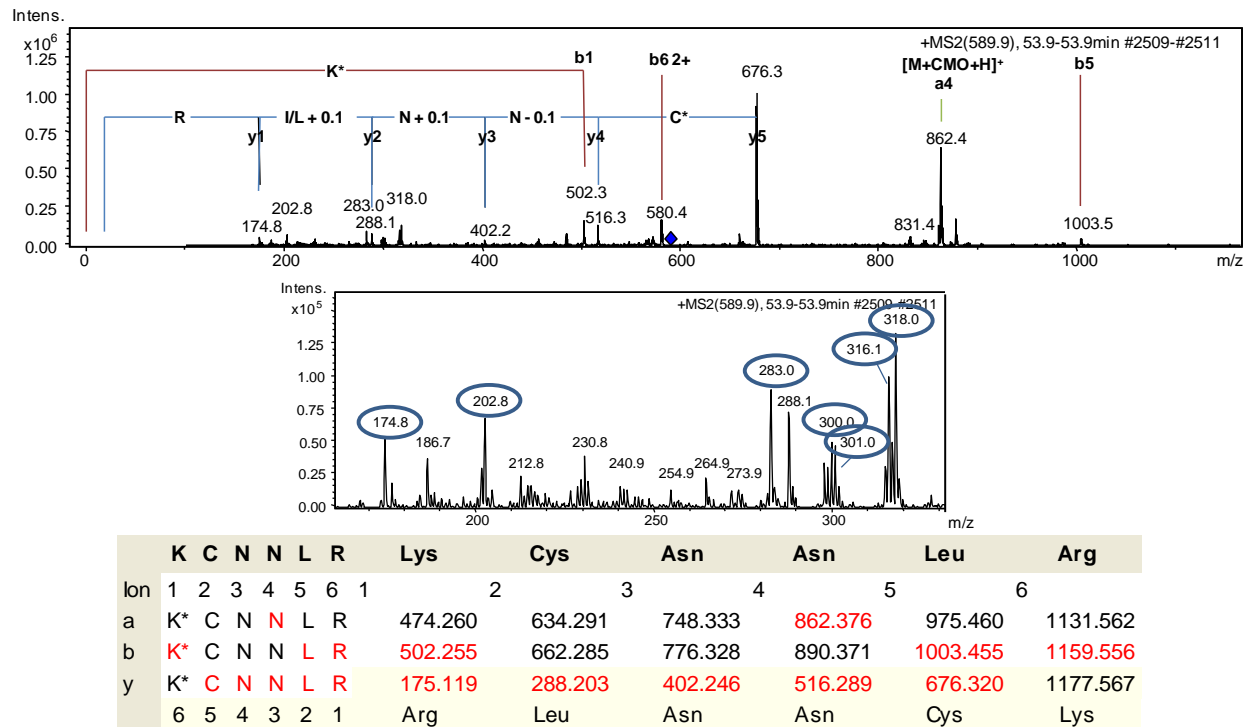 Intens.
x10⁶
+MS2(589.9), 53.9-53.9min #2509-#2511
1.25
1.00
0.75
0.50
0.25
0.00
K*
b1
b6 2+
676.3
[M+CMO+H]⁺
a4
b5
R
I/L + 0.1
N + 0.1
N - 0.1
C*
y1
y2
y3
y4
y5
862.4
502.3
174.8
202.8
283.0
288.1
318.0
402.2
516.3
580.4
831.4
1003.5
0 200 400 600 800 1000 m/z
Intens.
x10⁵
+MS2(589.9), 53.9-53.9min #2509-#2511
1.25
1.00
0.75
0.50
0.25
0.00
318.0
316.1
283.0
288.1
300.0
301.0
174.8
202.8
186.7
212.8
230.8
240.9
254.9
264.9
273.9
200 250 300 m/z
K C N N L R Lys Cys Asn Asn Leu Arg
Ion 1 2 3 4 5 6 1 2 3 4 5 6
a K* C N N L R 474.260 634.291 748.333 862.376 975.460 1131.562
b K* C N N L R 502.255 662.285 776.328 890.371 1003.455 1159.556
y K* C N N L R 175.119 288.203 402.246 516.289 676.320 1177.567
6 5 4 3 2 1 Arg Leu Asn Asn Cys Lys